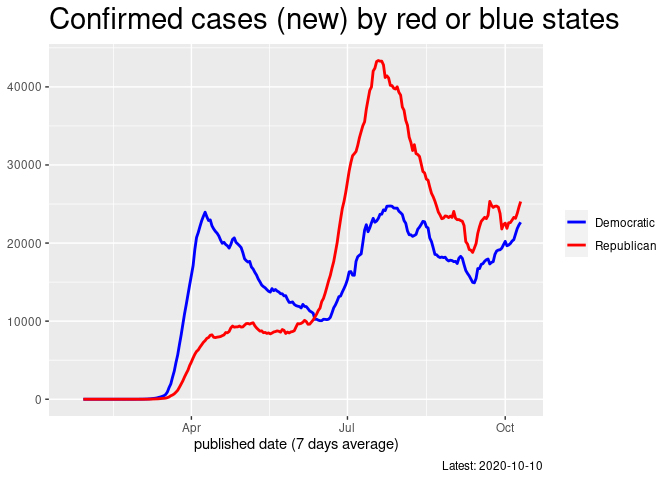 Confirmed cases (new) by red or blue states
40000
30000
20000
10000
0
Apr
Jul
Oct
published date (7 days average)
Democratic
Republican
Latest: 2020-10-10